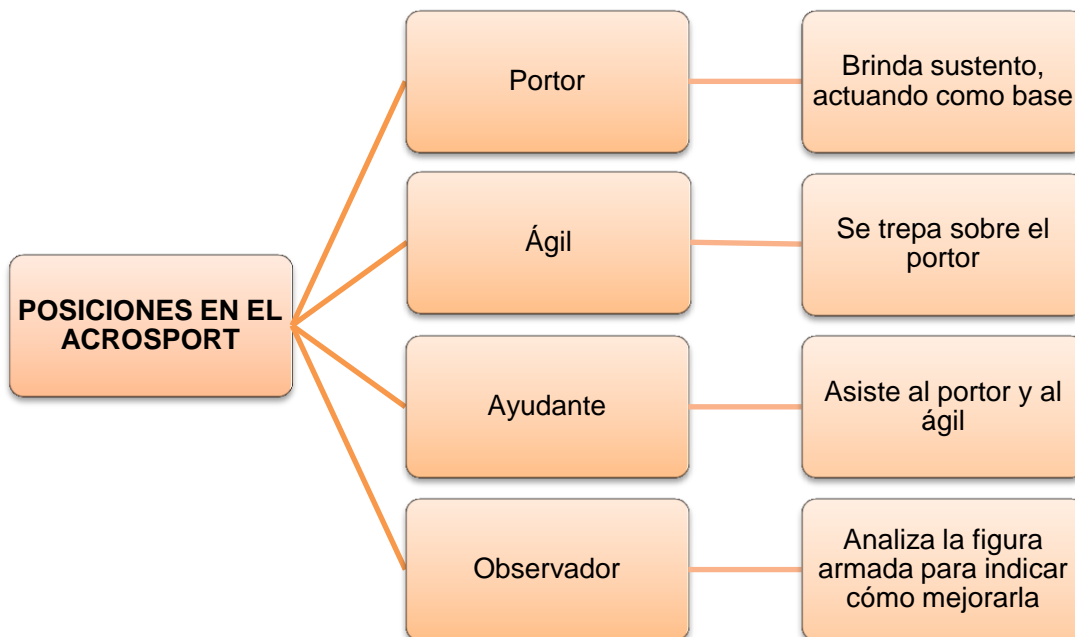 POSICIONES EN EL
ACROSPORT
Portor
Brinda sustento,
actuando como base
Ágil
Se trepa sobre el
portor
Ayudante
Asiste al portor y al
ágil
Observador
Analiza la figura
armada para indicar
cómo mejorarla